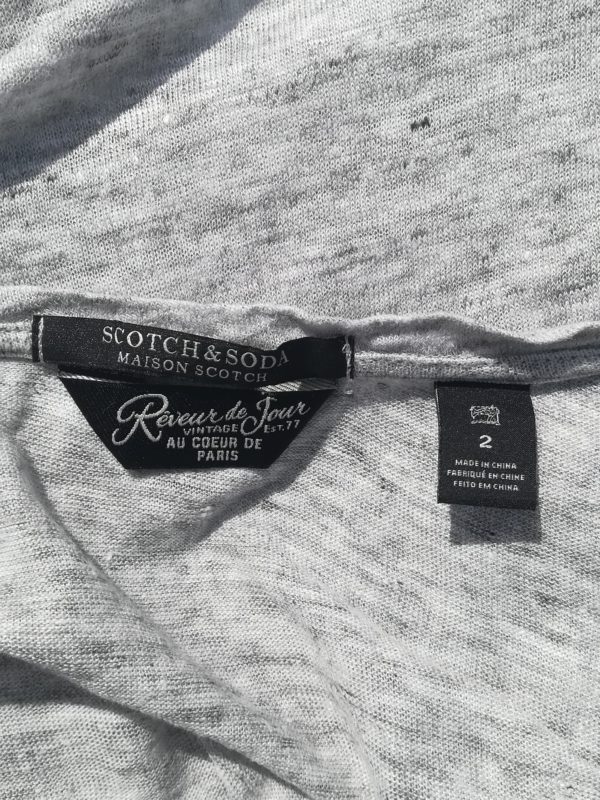 SCOTCH & SODA
MAISON SCOTCH
Rêveur de Jour
VINTAGE EST.77
AU COEUR DE
PARIS
2
MADE IN CHINA
FABRIQUÉ EN CHINE
FEITO EM CHINA